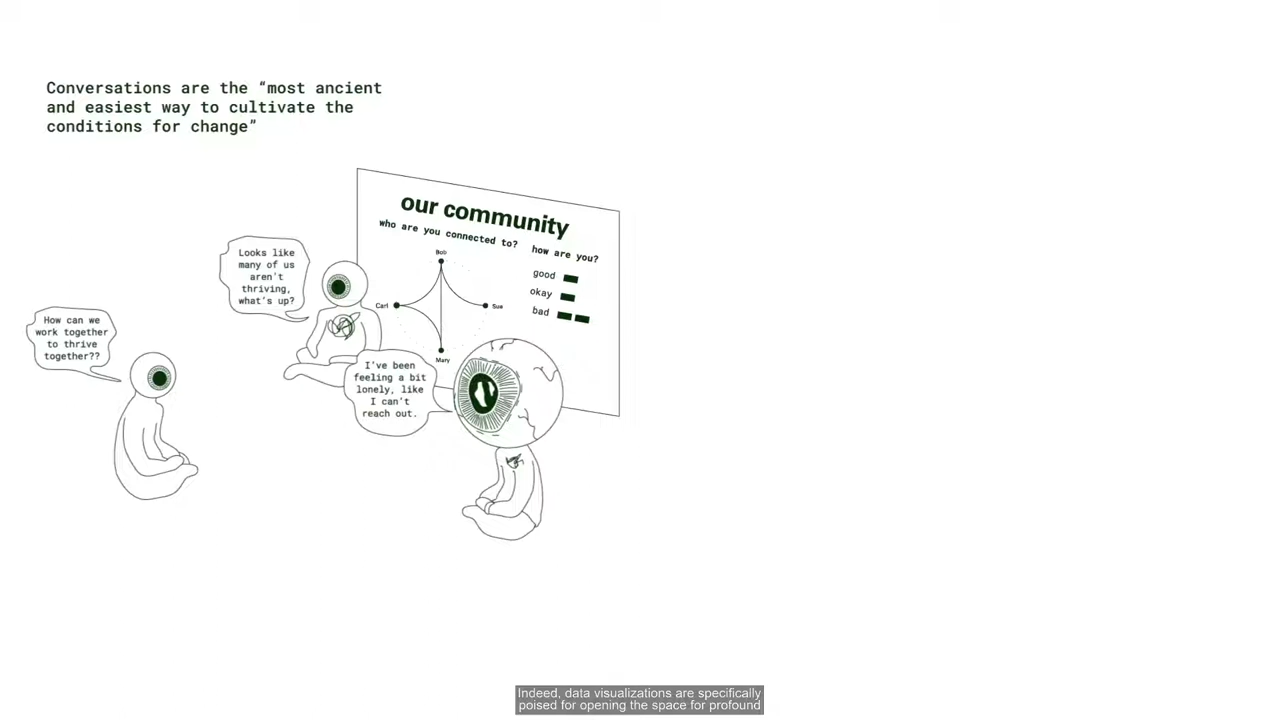 Conversations are the “most ancient
and easiest way to cultivate the
conditions for change”
our community
who are you connected to?
how are you?
Bob
Carl
Sue
Mary
good
okay
bad
Looks like
many of us
aren't
thriving,
what's up?
How can we
work together
to thrive
together??
I've been
feeling a bit
lonely, like
I can't
reach out.
Indeed, data visualizations are specifically
poised for opening the space for profound